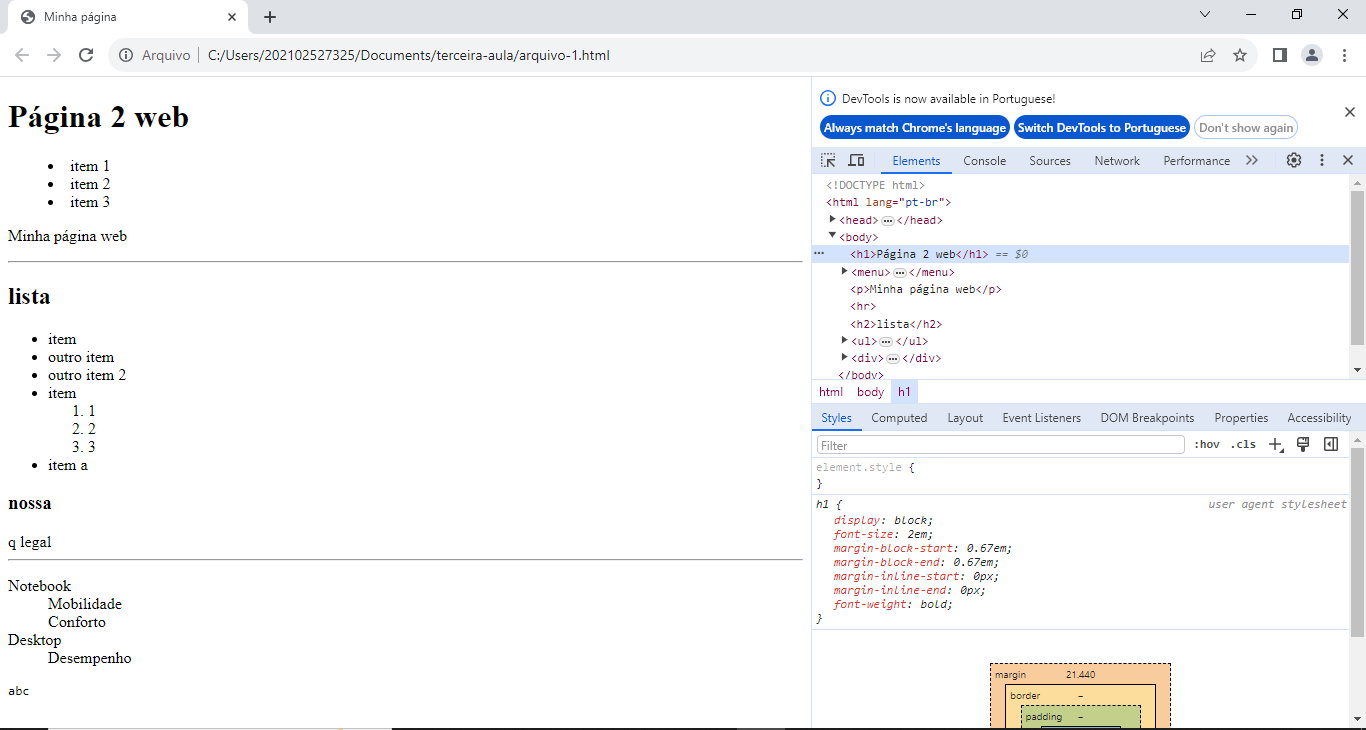 Minha página
Arquivo
C:/Users/202102527325/Documents/terceira-aula/arquivo-1.html
Página 2 web
• item 1
• item 2
• item 3
Minha página web
lista
• item
• outro item
• outro item 2
• item
1. 1
2. 2
3. 3
• item a
nossa
q legal
Notebook
Mobilidade
Conforto
Desktop
Desempenho
abc
DevTools is now available in Portuguese!
Always match Chrome's language Switch DevTools to Portuguese Don't show again
Elements Console Sources Network Performance
<!DOCTYPE html>
<html lang="pt-br">
<head> ••• </head>
<body>
••• <h1>Página 2 web</h1> == $0
<menu> ••• </menu>
<p>Minha página web</p>
<hr>
<h2>lista</h2>
<ul> ••• </ul>
<div> ••• </div>
</body>
html body h1
Styles Computed Layout Event Listeners DOM Breakpoints Properties Accessibility
Filter :hov .cls
element.style {
}
h1 { user agent stylesheet
display: block;
font-size: 2em;
margin-block-start: 0.67em;
margin-block-end: 0.67em;
margin-inline-start: 0px;
margin-inline-end: 0px;
font-weight: bold;
}
margin 21.440
border –
padding –